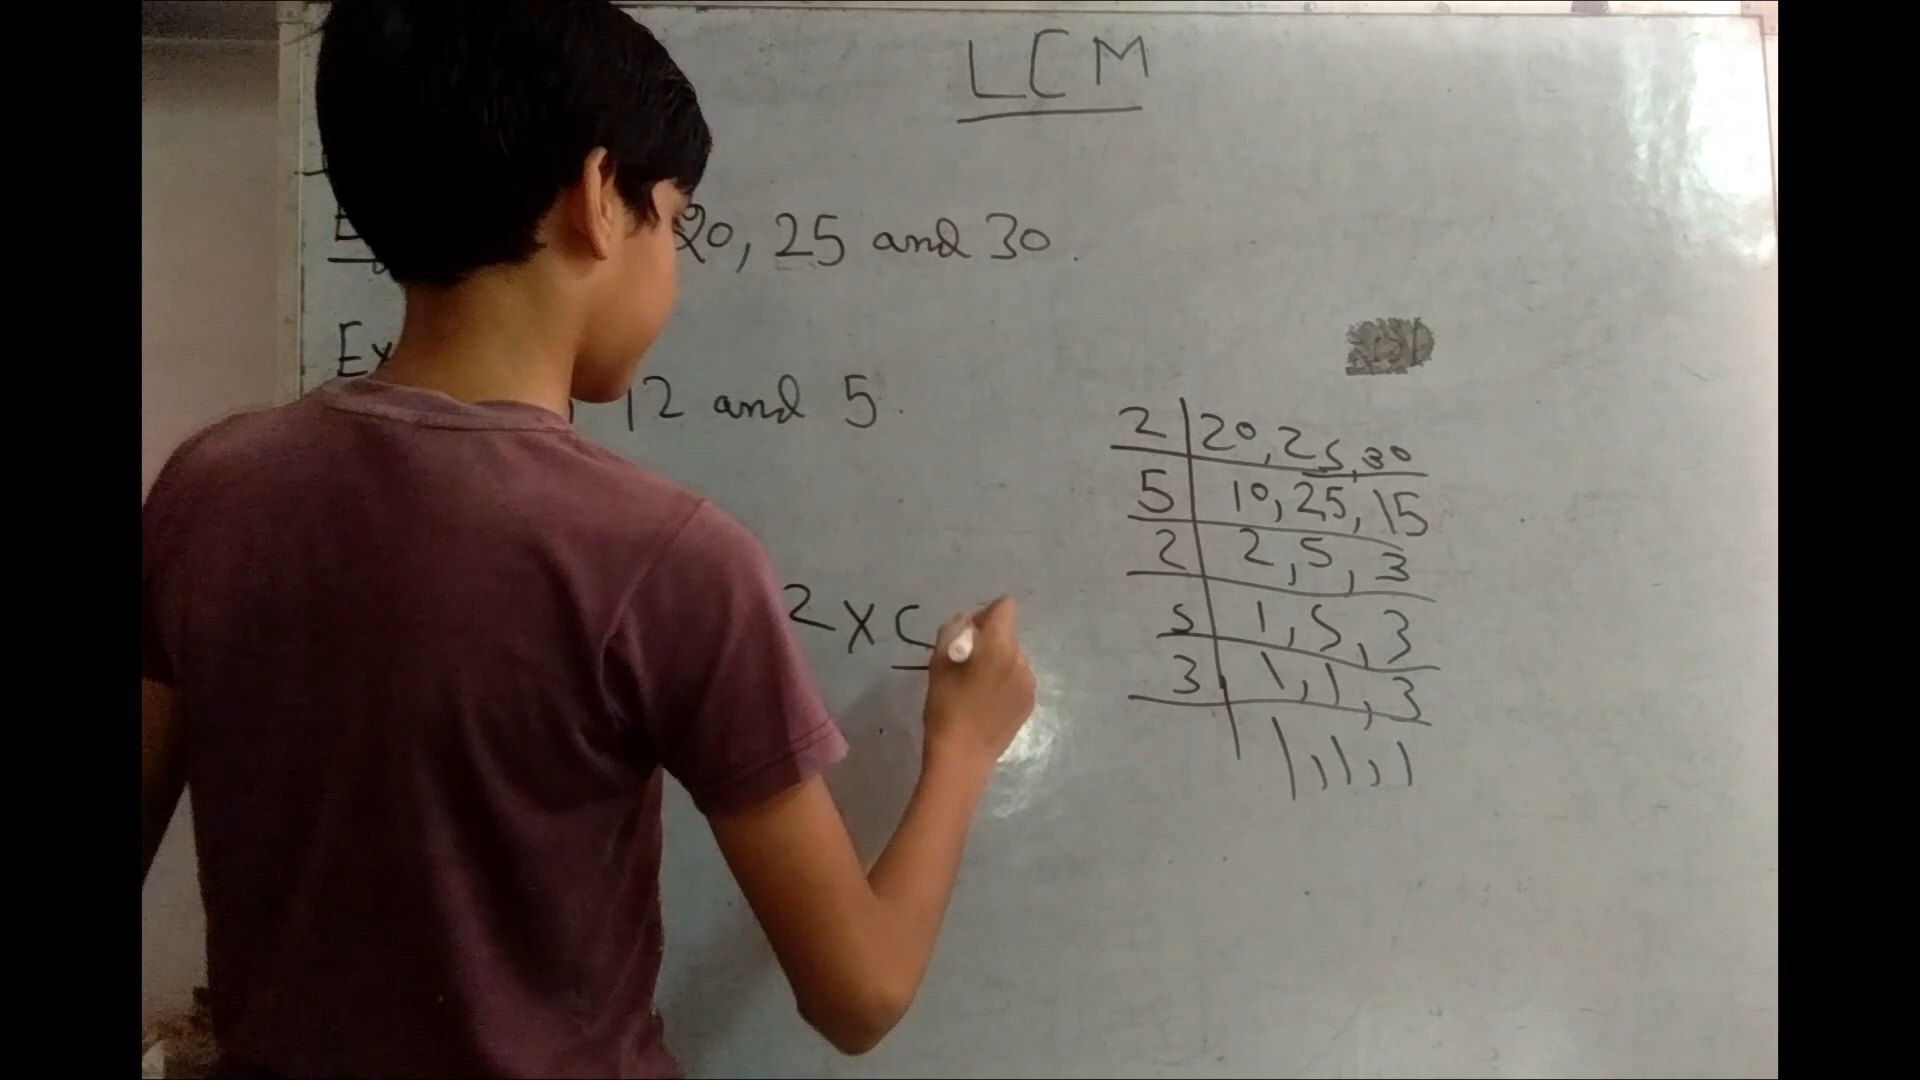 LCM
20, 25 and 30.
Ex
12 and 5.
2 | 20, 25, 30
5 | 10, 25, 15
2 | 2, 5, 3
5 | 1, 5, 3
3 | 1, 1, 3
1, 1, 1
2 x